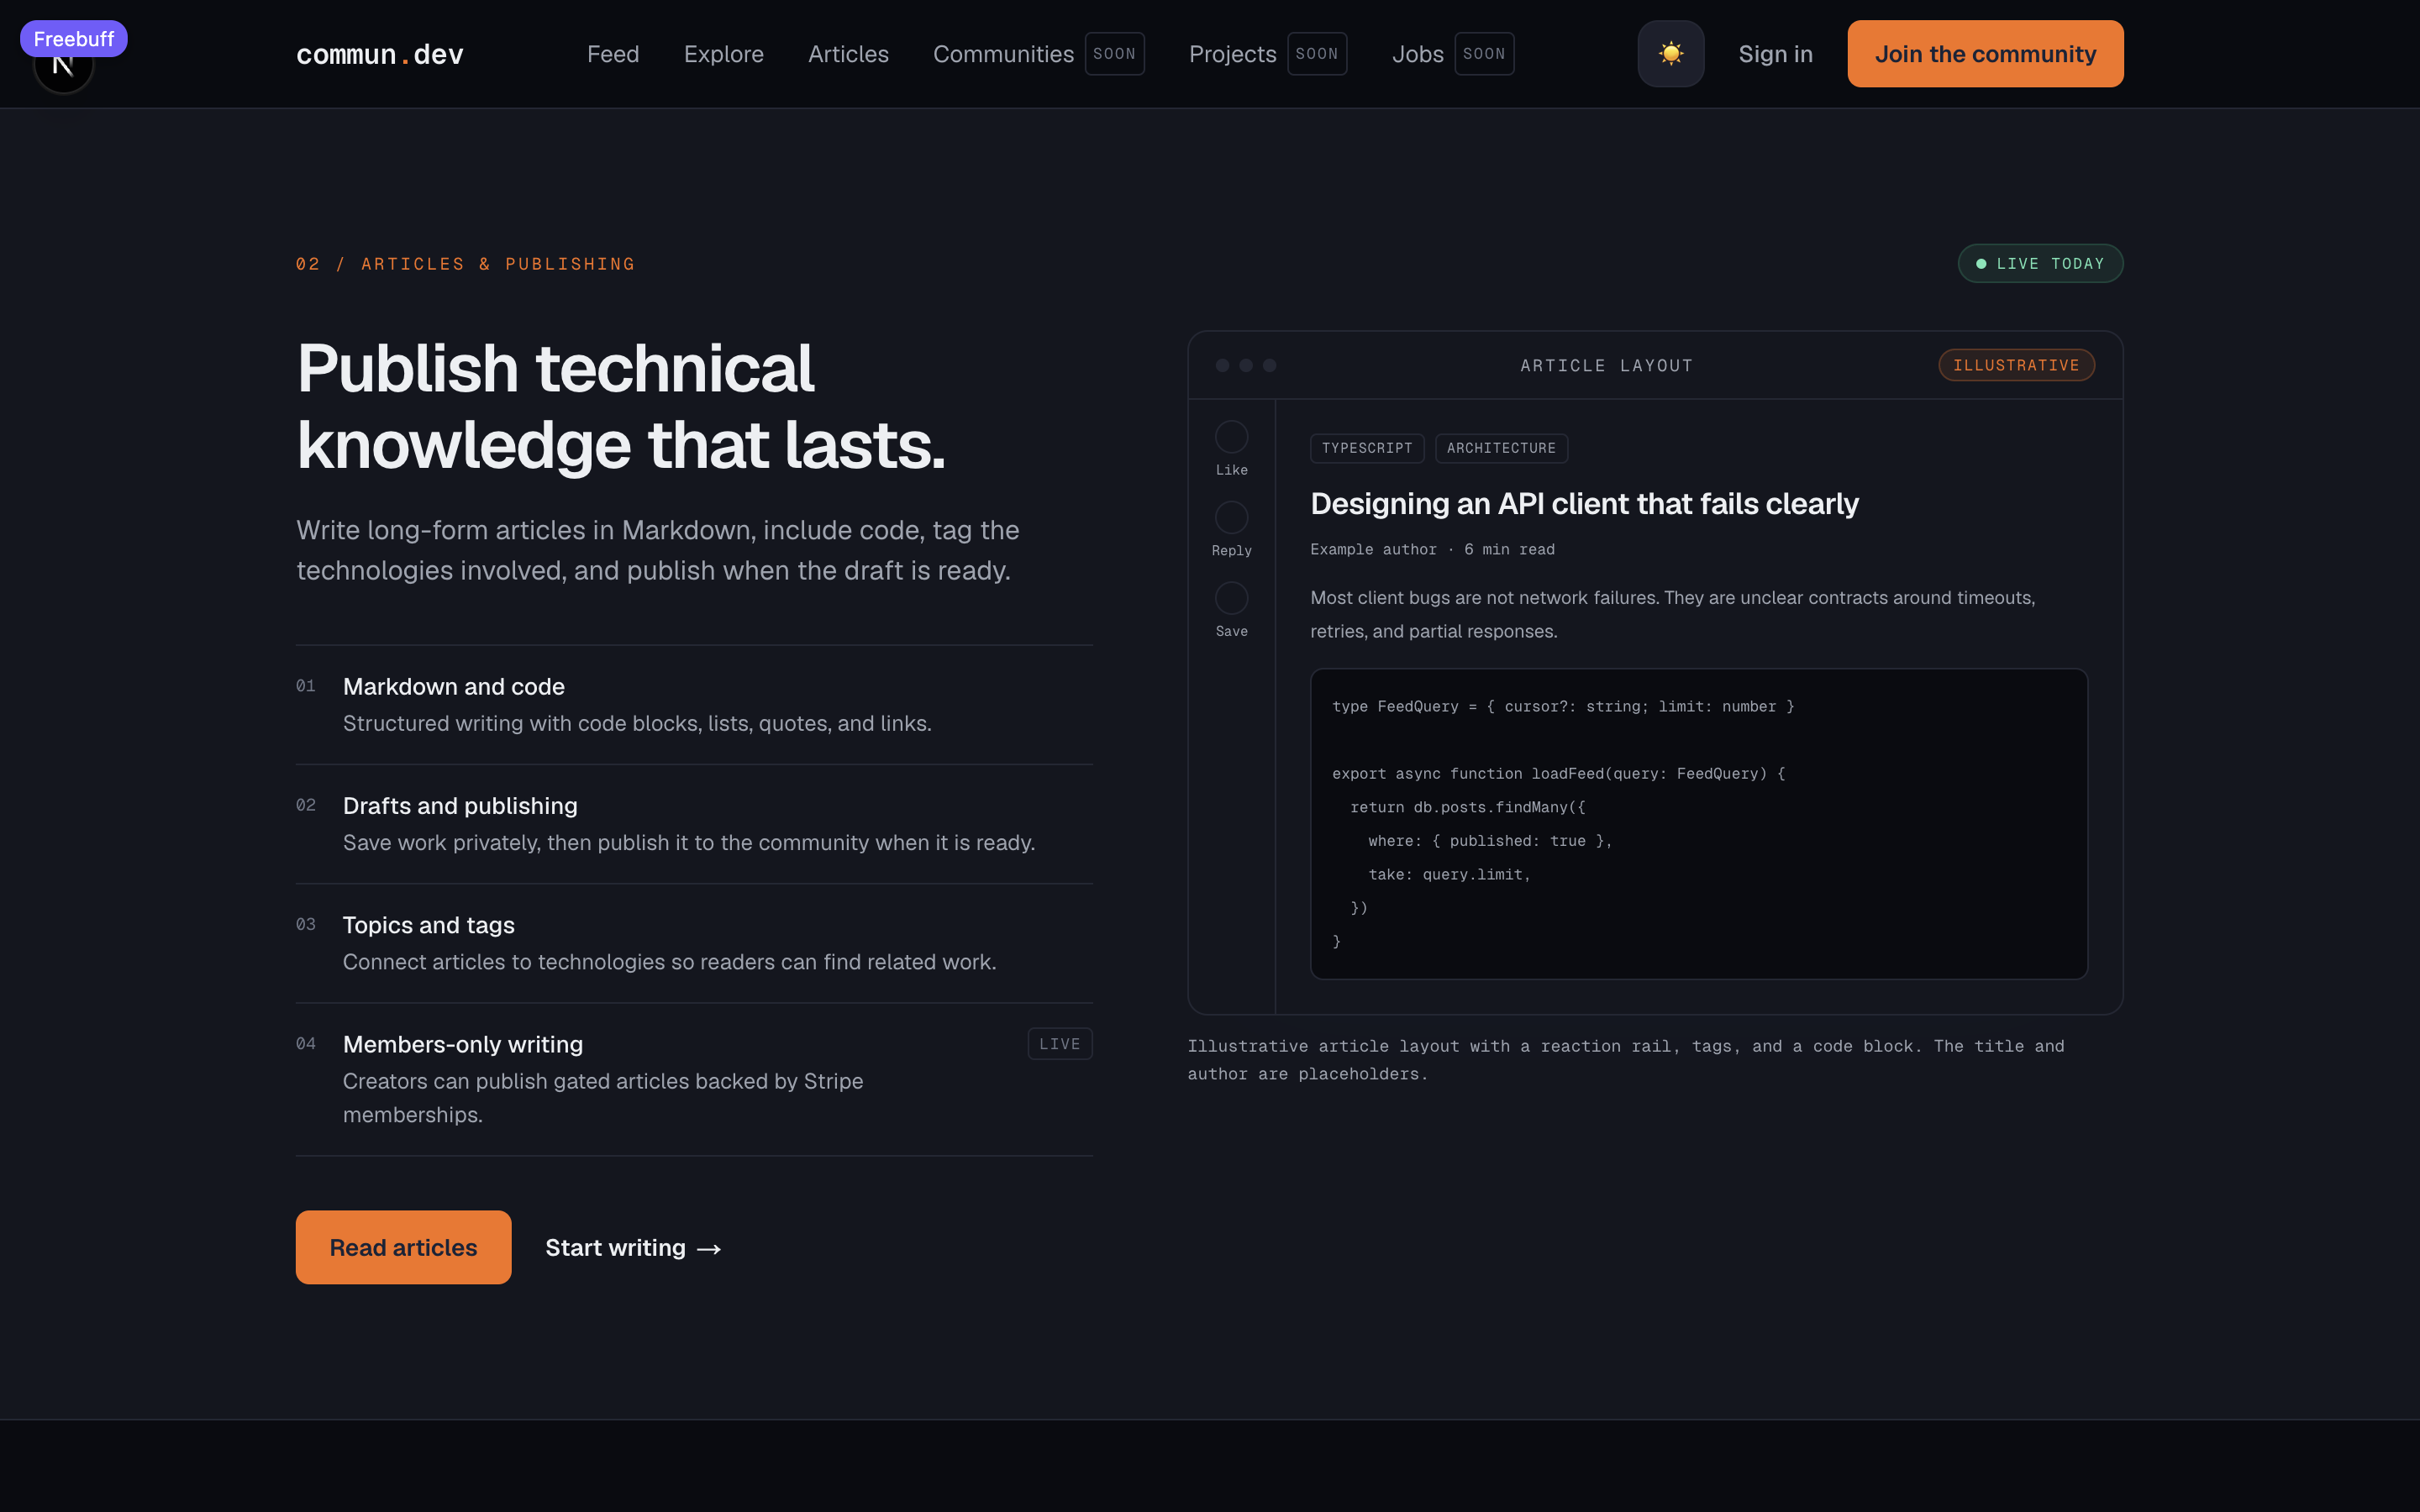 Freebuff
N
commun.dev
Feed
Explore
Articles
Communities SOON
Projects SOON
Jobs SOON
Sign in
Join the community
02 / ARTICLES & PUBLISHING
LIVE TODAY
Publish technical
knowledge that lasts.
Write long-form articles in Markdown, include code, tag the
technologies involved, and publish when the draft is ready.
01 Markdown and code
Structured writing with code blocks, lists, quotes, and links.
02 Drafts and publishing
Save work privately, then publish it to the community when it is ready.
03 Topics and tags
Connect articles to technologies so readers can find related work.
04 Members-only writing LIVE
Creators can publish gated articles backed by Stripe
memberships.
Read articles
Start writing →
ARTICLE LAYOUT
ILLUSTRATIVE
Like
Reply
Save
TYPESCRIPT
ARCHITECTURE
Designing an API client that fails clearly
Example author · 6 min read
Most client bugs are not network failures. They are unclear contracts around timeouts,
retries, and partial responses.
type FeedQuery = { cursor?: string; limit: number }
export async function loadFeed(query: FeedQuery) {
  return db.posts.findMany({
    where: { published: true },
    take: query.limit,
  })
}
Illustrative article layout with a reaction rail, tags, and a code block. The title and
author are placeholders.